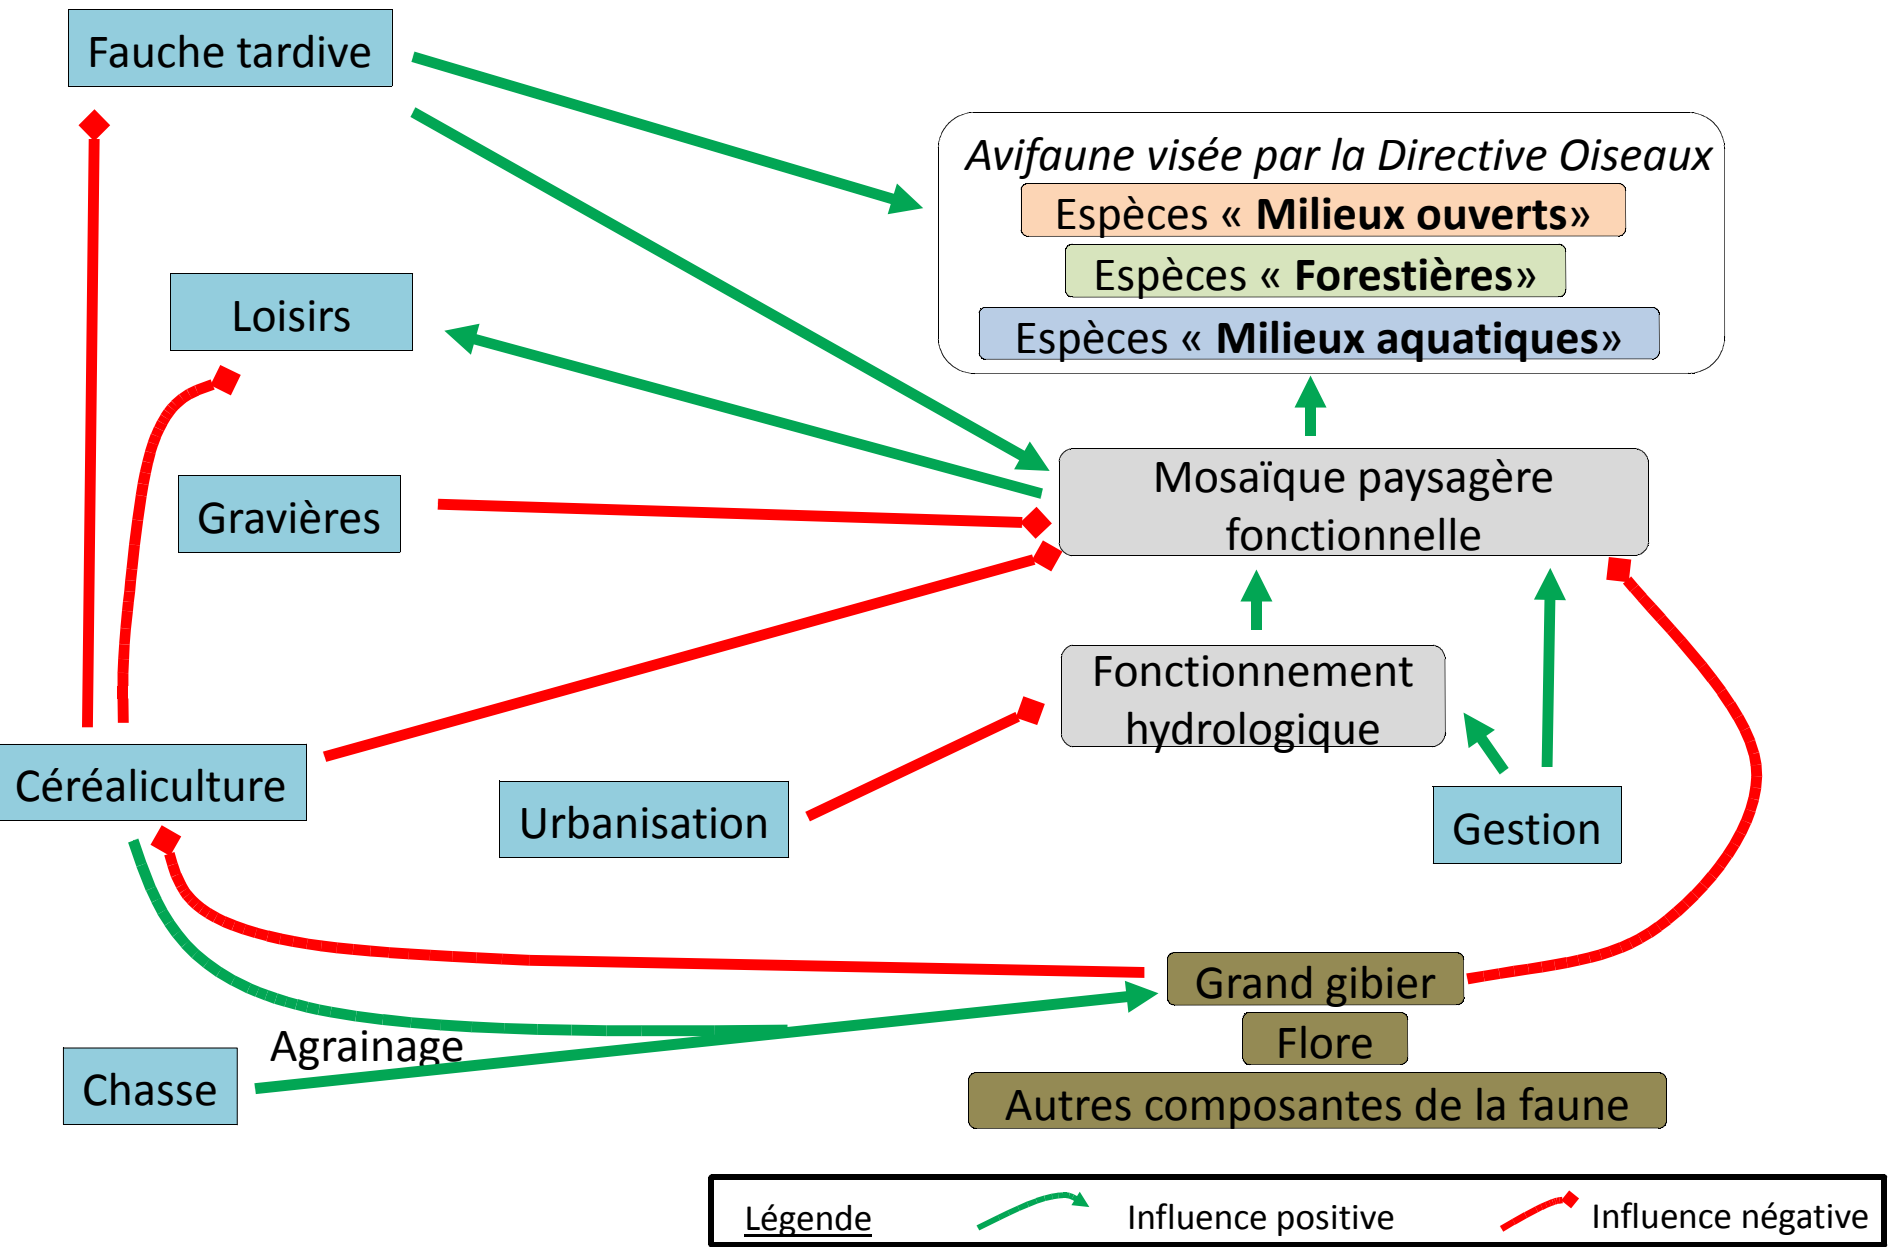 Fauche tardive
Avifaune visée par la Directive Oiseaux
Espèces « Milieux ouverts»
Espèces « Forestières»
Espèces « Milieux aquatiques»
Loisirs
Gravières
Mosaïque paysagère
fonctionnelle
Fonctionnement
hydrologique
Céréaliculture
Urbanisation
Gestion
Grand gibier
Flore
Autres composantes de la faune
Agrainage
Chasse
Légende
Influence positive
Influence négative